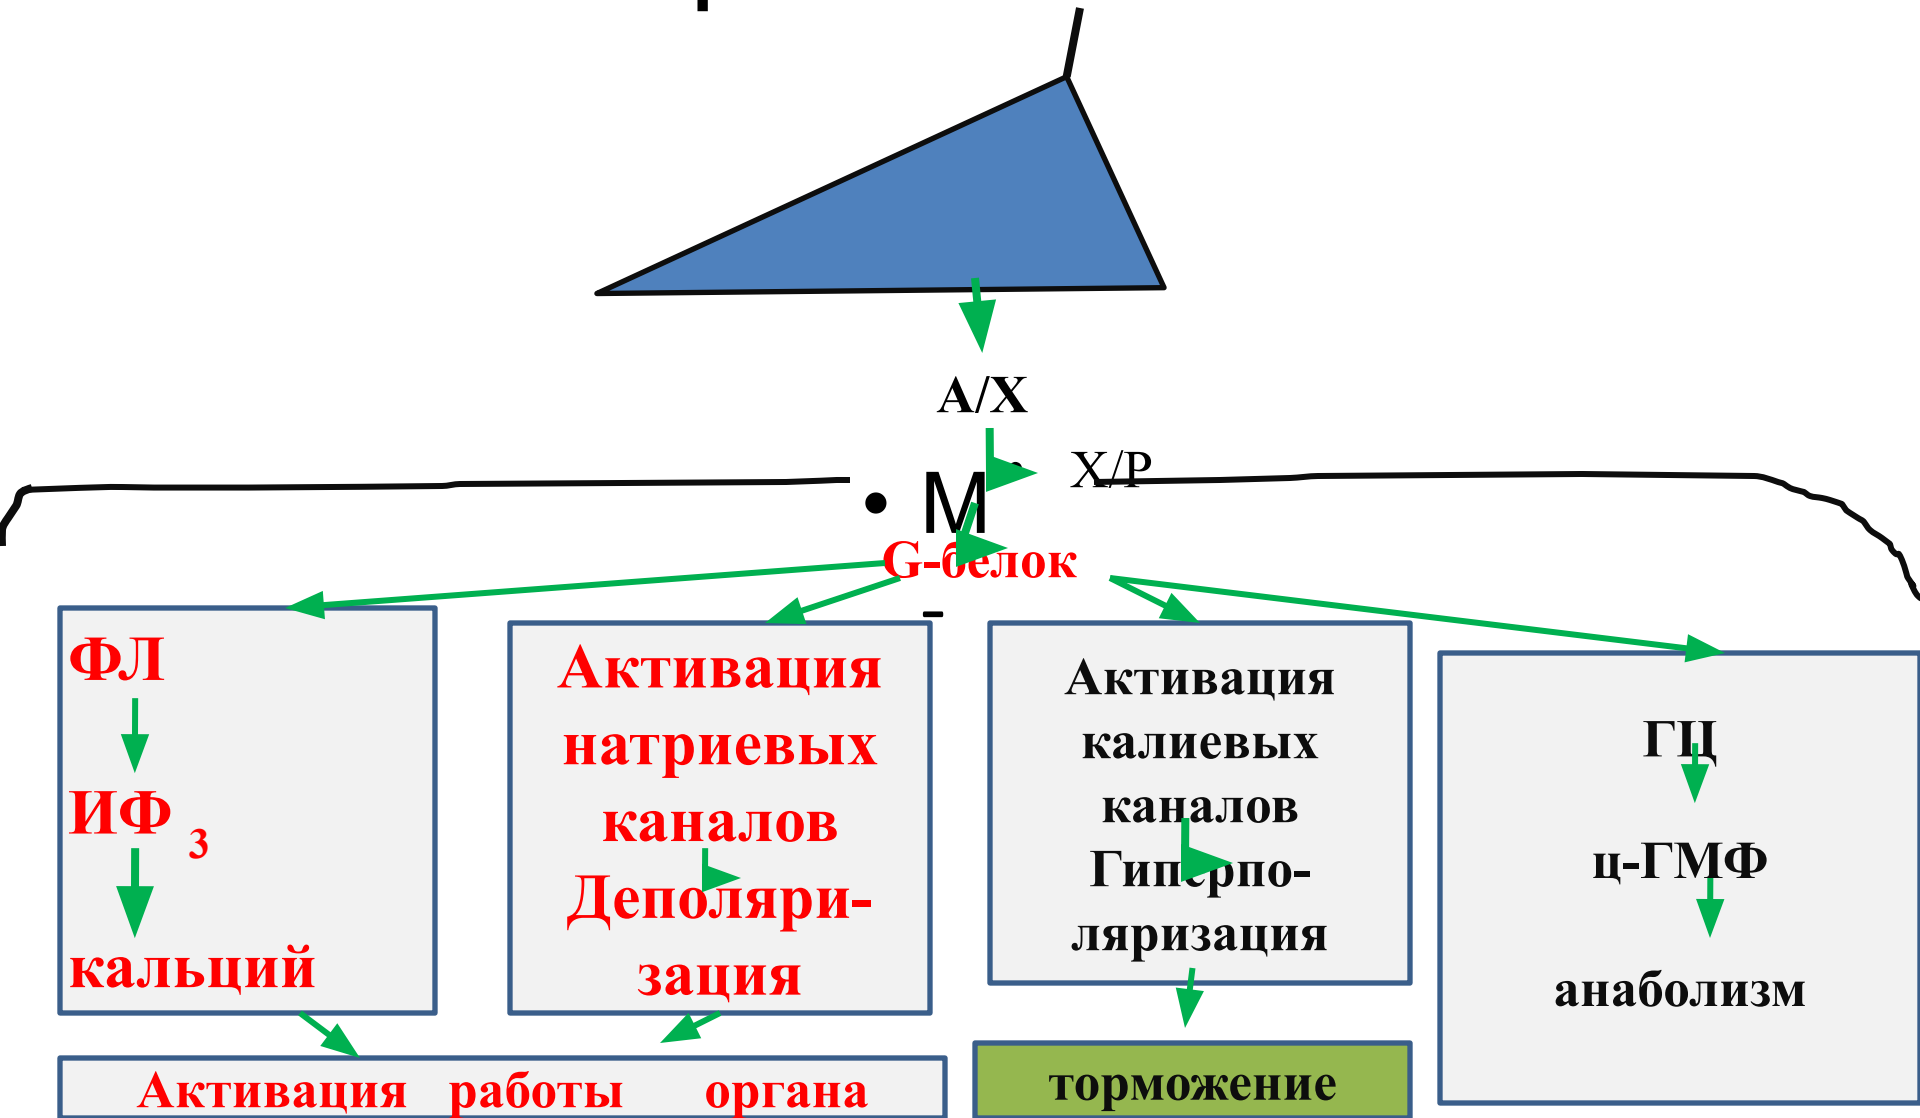 А/Х
• М Х/Р
G-белок
-
ФЛ
ИФ 3
кальций
Активация
натриевых
каналов
Деполяри-
зация
Активация
калиевых
каналов
Гиперпо-
ляризация
ГЦ
ц-ГМФ
анаболизм
Активация работы органа
торможение